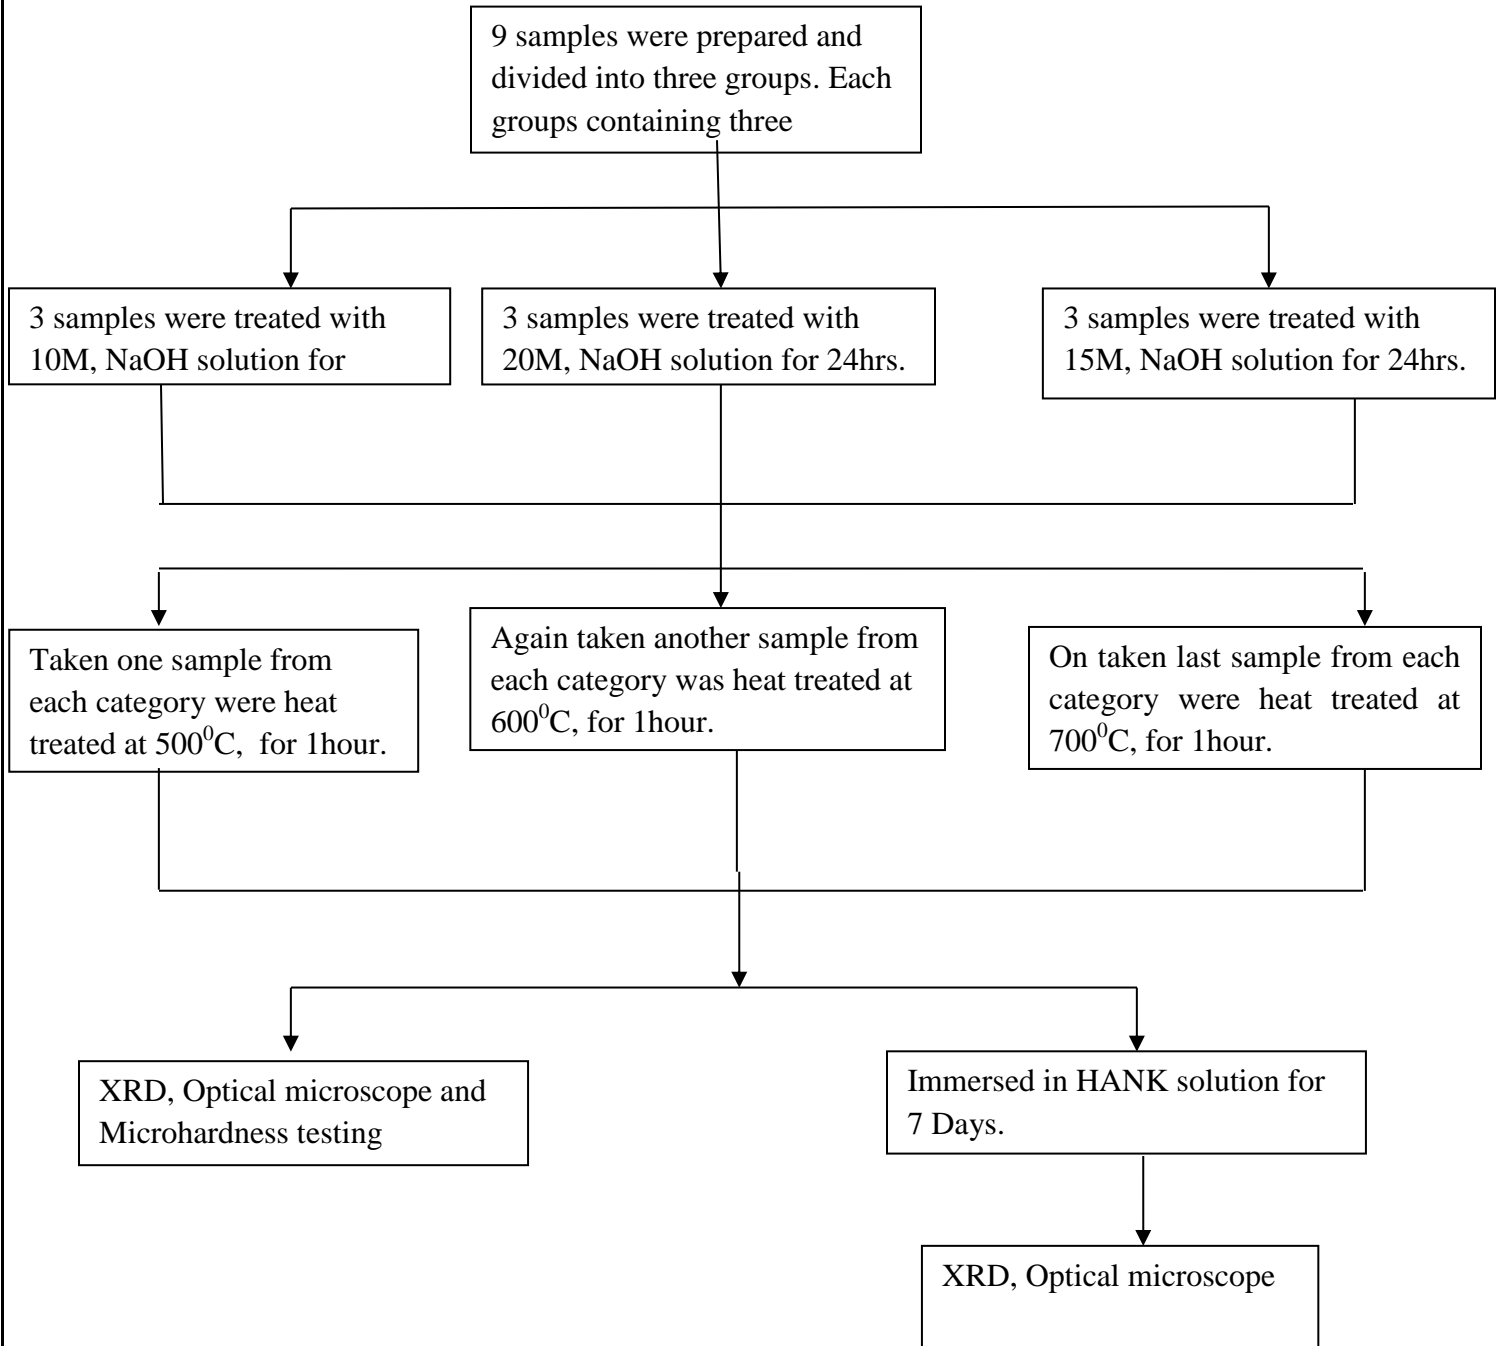 9 samples were prepared and
divided into three groups. Each
groups containing three
3 samples were treated with
10M, NaOH solution for
3 samples were treated with
20M, NaOH solution for 24hrs.
3 samples were treated with
15M, NaOH solution for 24hrs.
Taken one sample from
each category were heat
treated at 500⁰C, for 1hour.
Again taken another sample from
each category was heat treated at
600⁰C, for 1hour.
On taken last sample from each
category were heat treated at
700⁰C, for 1hour.
XRD, Optical microscope and
Microhardness testing
Immersed in HANK solution for
7 Days.
XRD, Optical microscope